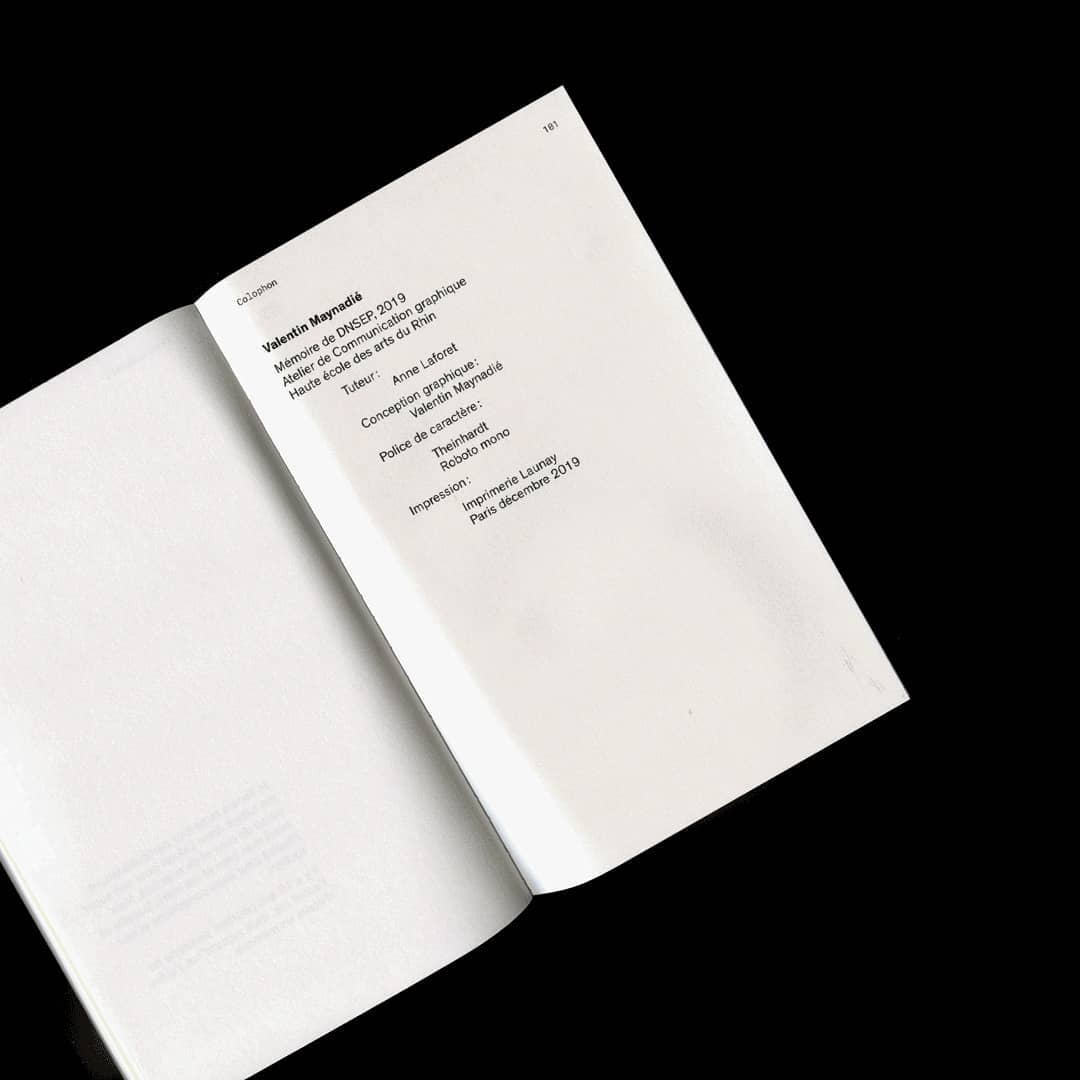 181
Colophon
Valentin Maynadié
Mémoire de DNSEP, 2019
Atelier de Communication graphique
Haute école des arts du Rhin
Tuteur :
Anne Laforet
Conception graphique :
Valentin Maynadié
Police de caractère :
Theinhardt
Roboto mono
Impression :
Imprimerie Launay
Paris décembre 2019